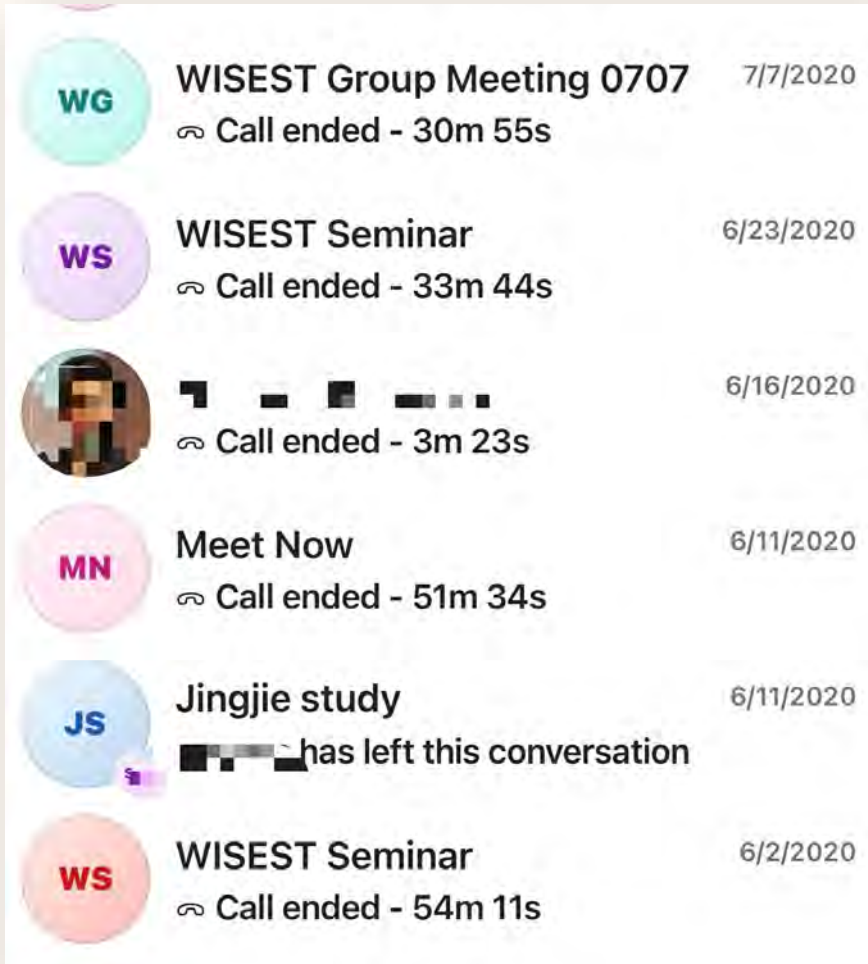 WG
WISEST Group Meeting 0707
7/7/2020
Call ended - 30m 55s
WS
WISEST Seminar
6/23/2020
Call ended - 33m 44s
6/16/2020
Call ended - 3m 23s
MN
Meet Now
6/11/2020
Call ended - 51m 34s
JS
Jingjie study
6/11/2020
has left this conversation
WS
WISEST Seminar
6/2/2020
Call ended - 54m 11s